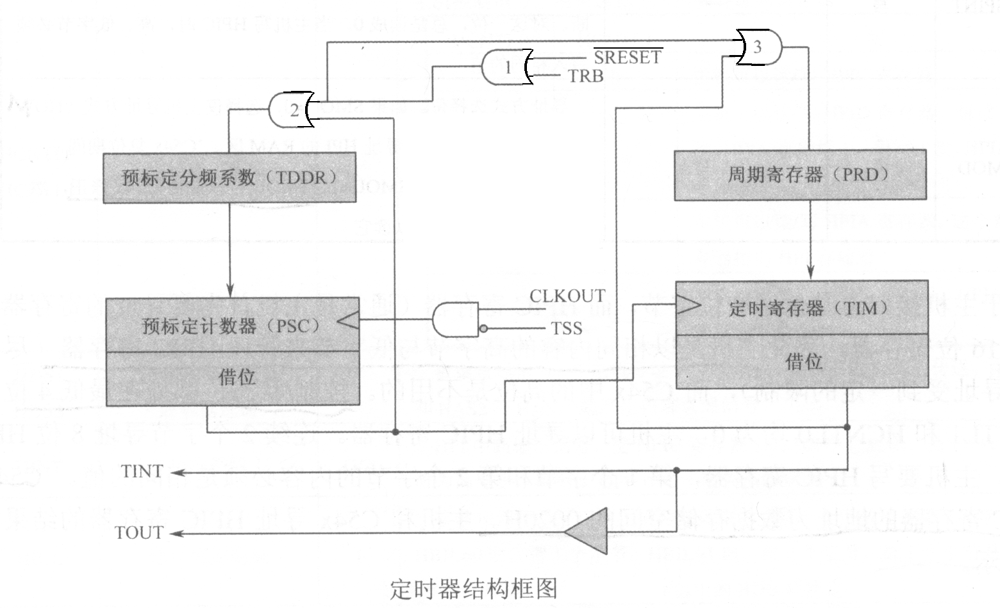 3
SRESET
1
TRB
2
预标定分频系数（TDDR）
周期寄存器（PRD）
CLKOUT
TSS
预标定计数器（PSC）
定时寄存器（TIM）
借位
借位
TINT
TOUT
定时器结构框图